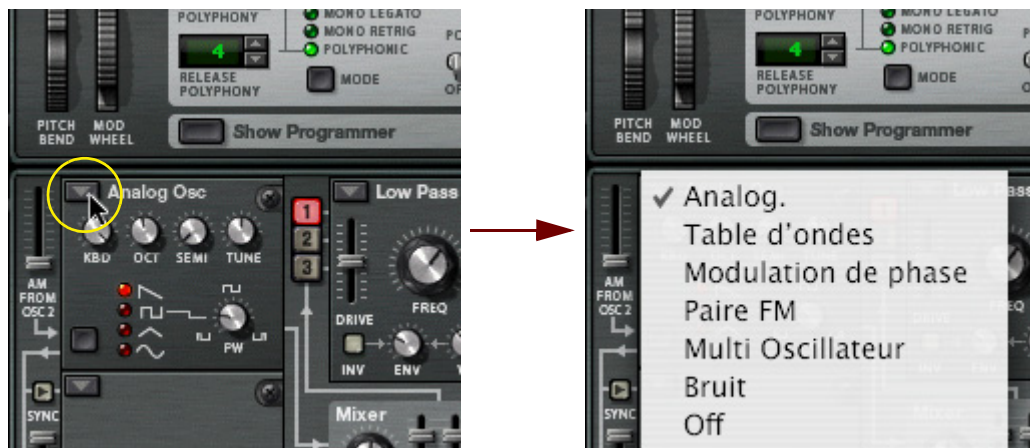 POLYPHONY
MONO LEGATO
MONO RETRIG
4
POLYPHONIC
RELEASE
POLYPHONY
MODE
PITCH
BEND
MOD
WHEEL
Show Programmer
Analog Osc
KBD OCT SEMI TUNE
AM
FROM
OSC 2
PW
SYNC
1
2
3
Low Pass
DRIVE
FREQ
INV
ENV
Mixer
POLYPHONY
MONO LEGATO
MONO RETRIG
4
POLYPHONIC
RELEASE
POLYPHONY
MODE
PITCH
BEND
MOD
WHEEL
Show Programmer
AM
FROM
OSC 2
SYNC
✓ Analog.
Table d'ondes
Modulation de phase
Paire FM
Multi Oscillateur
Bruit
Off